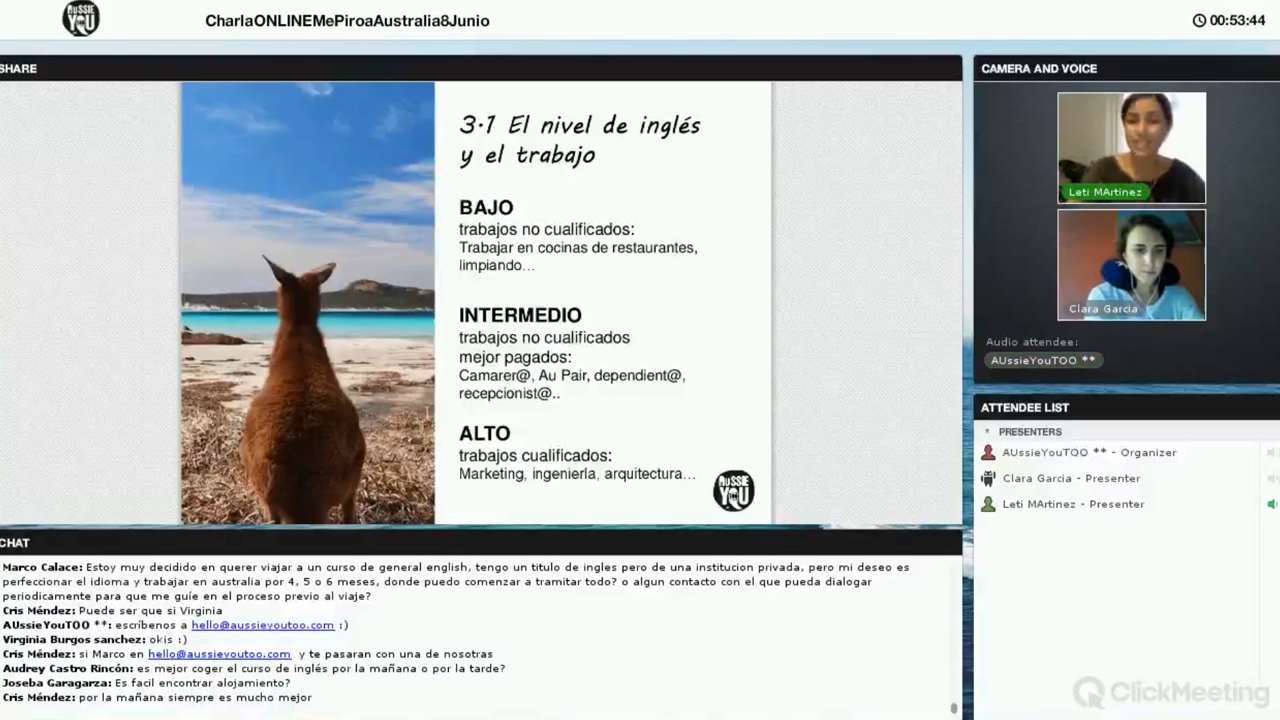 AUSSIE
YOU
TOO
CharlaONLINEMePiroaAustralia8Junio
00:53:44
SHARE
3·1 El nivel de inglés
y el trabajo
BAJO
trabajos no cualificados:
Trabajar en cocinas de restaurantes,
limpiando...
INTERMEDIO
trabajos no cualificados
mejor pagados:
Camarer@, Au Pair, dependient@,
recepcionist@..
ALTO
trabajos cualificados:
Marketing, ingeniería, arquitectura...
AUSSIE
YOU
TOO
CAMERA AND VOICE
Leti MArtinez
Clara Garcia
Audio attendee:
AUssieYouTOO **
ATTENDEE LIST
PRESENTERS
AUssieYouTOO ** - Organizer
Clara Garcia - Presenter
Leti MArtinez - Presenter
CHAT
Marco Calace: Estoy muy decidido en querer viajar a un curso de general english, tengo un titulo de ingles pero de una institucion privada, pero mi deseo es
perfeccionar el idioma y trabajar en australia por 4, 5 o 6 meses, donde puedo comenzar a tramitar todo? o algun contacto con el que pueda dialogar
periodicamente para que me guíe en el proceso previo al viaje?
Cris Méndez: Puede ser que si Virginia
AUssieYouTOO **: escríbenos a hello@aussieyoutoo.com :)
Virginia Burgos sanchez: okis :)
Cris Méndez: si Marco en hello@aussieyoutoo.com y te pasaran con una de nosotras
Audrey Castro Rincón: es mejor coger el curso de inglés por la mañana o por la tarde?
Joseba Garagarza: Es facil encontrar alojamiento?
Cris Méndez: por la mañana siempre es mucho mejor
ClickMeeting